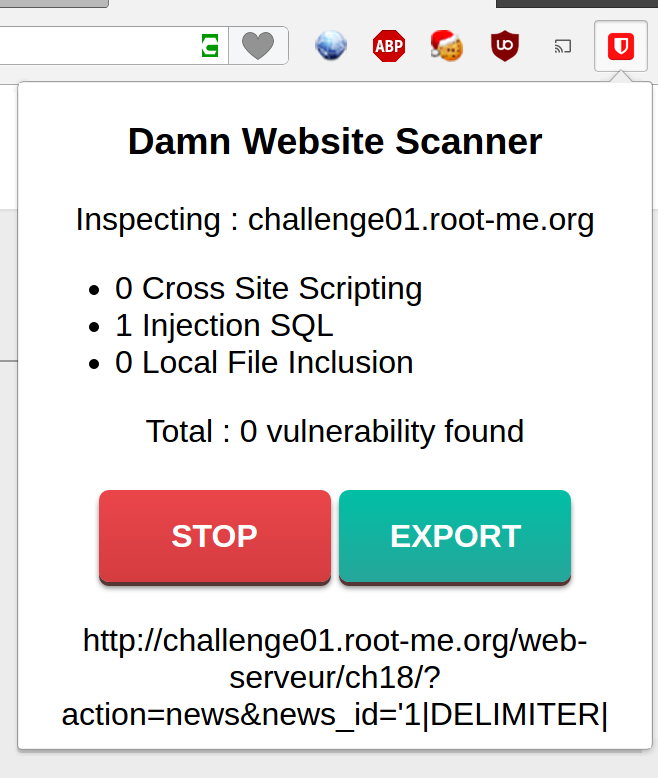 ABP
Damn Website Scanner
Inspecting : challenge01.root-me.org
0 Cross Site Scripting
1 Injection SQL
0 Local File Inclusion
Total : 0 vulnerability found
STOP
EXPORT
http://challenge01.root-me.org/web-
serveur/ch18/?
action=news&news_id='1|DELIMITER|